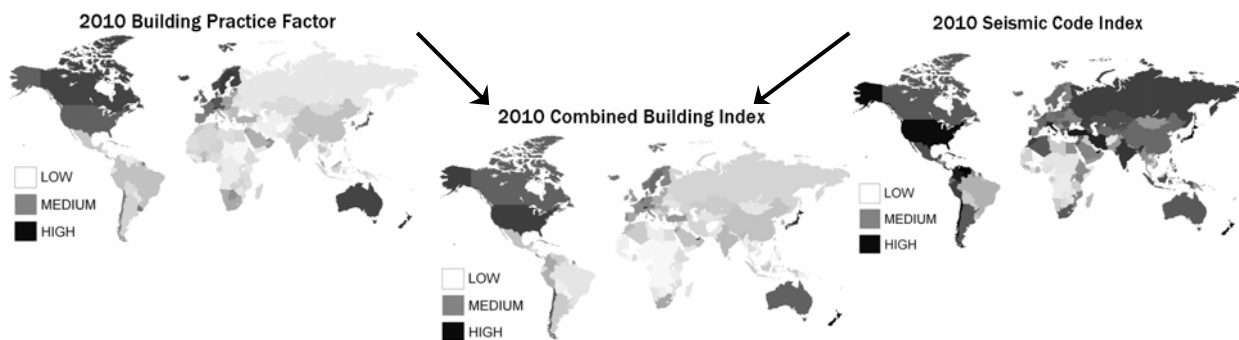 2010 Building Practice Factor
LOW
MEDIUM
HIGH
2010 Combined Building Index
LOW
MEDIUM
HIGH
2010 Seismic Code Index
LOW
MEDIUM
HIGH